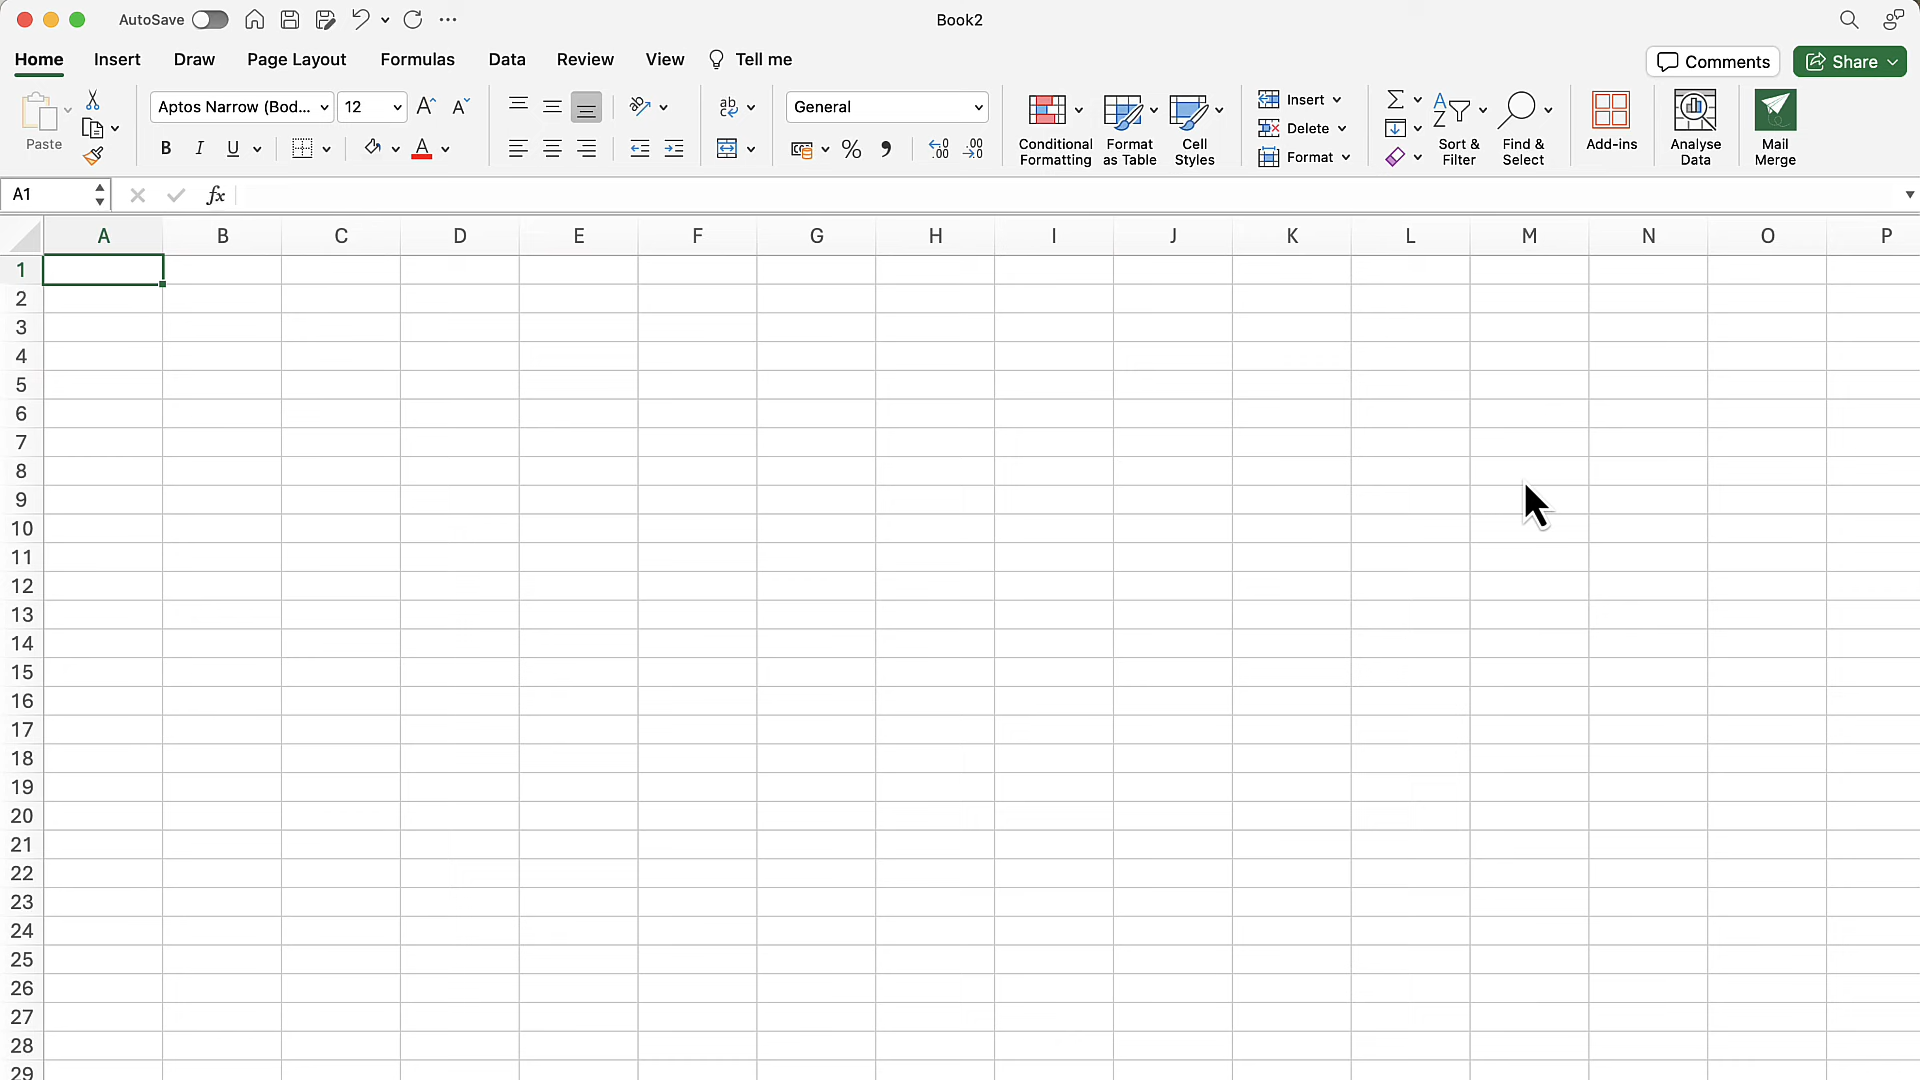 AutoSave
Book2
Home Insert Draw Page Layout Formulas Data Review View Tell me
Comments Share
Paste
Aptos Narrow (Bod... 12
B I U
General
Conditional Formatting
Format as Table
Cell Styles
Insert
Delete
Format
Sort & Filter
Find & Select
Add-ins
Analyse Data
Mail Merge
A1 fx
A B C D E F G H I J K L M N O P
1
2
3
4
5
6
7
8
9
10
11
12
13
14
15
16
17
18
19
20
21
22
23
24
25
26
27
28
29